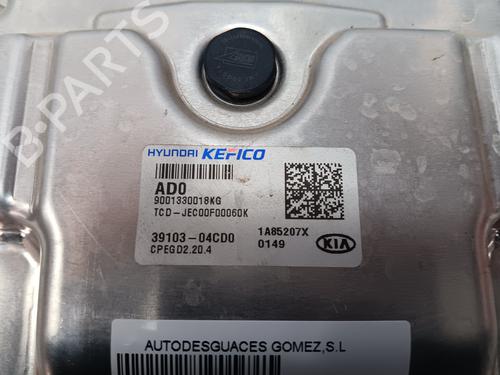 B-PARTS
HYUNDAI KEFICO
AD0
9001330018KG
TCD-JEC00F00060K
39103-04CD0
CPEGD2.20.4
1A85207X
0149
KIA
AUTODESGUACES GOMEZ,S.L